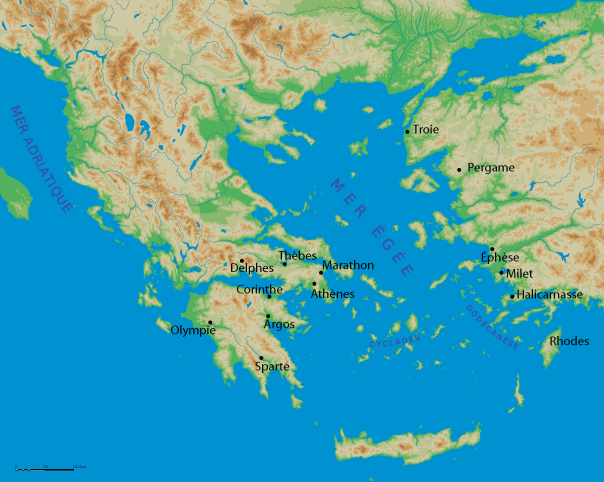 MER ADRIATIQUE
Troie
Pergame
MER ÉGÉE
Thèbes
Delphes
Marathon
Éphèse
Milet
Corinthe
Athènes
Halicarnasse
Argos
Olympie
DODÉCANÈSE
CYCLADES
Rhodes
Sparte